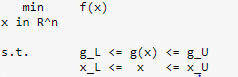 min f(x)
x in R^n
s.t. g_L <= g(x) <= g_U
x_L <= x <= x_U